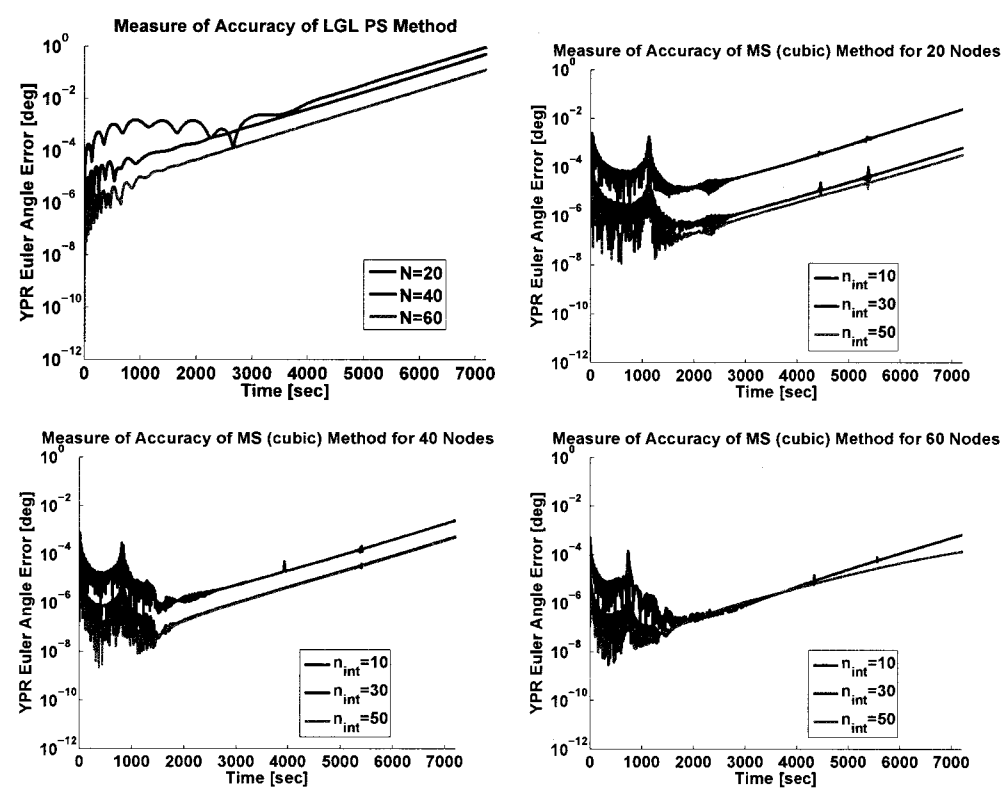 Measure of Accuracy of LGL PS Method
YPR Euler Angle Error [deg]
10^0
10^-2
10^-4
10^-6
10^-8
10^-10
10^-12
N=20
N=40
N=60
0 1000 2000 3000 4000 5000 6000 7000
Time [sec]
Measure of Accuracy of MS (cubic) Method for 20 Nodes
YPR Euler Angle Error [deg]
10^0
10^-2
10^-4
10^-6
10^-8
10^-10
10^-12
n_int=10
n_int=30
n_int=50
0 1000 2000 3000 4000 5000 6000 7000
Time [sec]
Measure of Accuracy of MS (cubic) Method for 40 Nodes
YPR Euler Angle Error [deg]
10^0
10^-2
10^-4
10^-6
10^-8
10^-10
10^-12
n_int=10
n_int=30
n_int=50
0 1000 2000 3000 4000 5000 6000 7000
Time [sec]
Measure of Accuracy of MS (cubic) Method for 60 Nodes
YPR Euler Angle Error [deg]
10^0
10^-2
10^-4
10^-6
10^-8
10^-10
10^-12
n_int=10
n_int=30
n_int=50
0 1000 2000 3000 4000 5000 6000 7000
Time [sec]